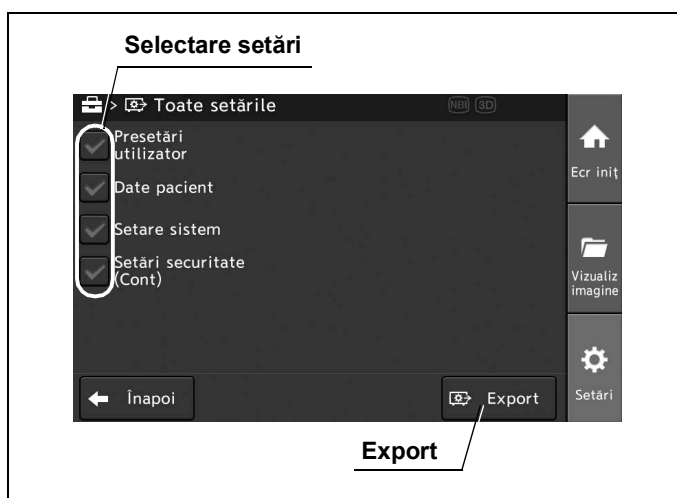 Selectare setări
> Toate setările
NBI 3D
Presetări
utilizator
Date pacient
Setare sistem
Setări securitate
(Cont)
Ecr iniț
Vizualiz
imagine
Setări
Înapoi
Export
Export